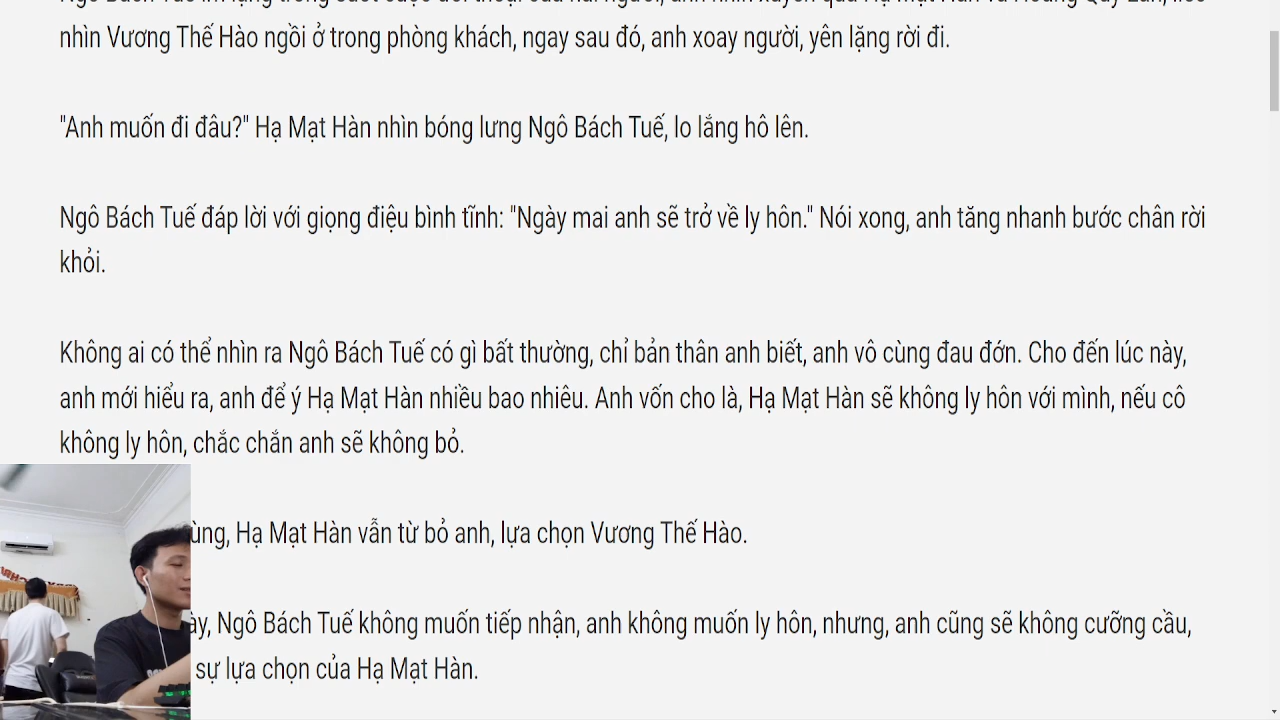 nhìn Vương Thế Hào ngồi ở trong phòng khách, ngay sau đó, anh xoay người, yên lặng rời đi.
"Anh muốn đi đâu?" Hạ Mạt Hàn nhìn bóng lưng Ngô Bách Tuế, lo lắng hô lên.
Ngô Bách Tuế đáp lời với giọng điệu bình tĩnh: "Ngày mai anh sẽ trở về ly hôn." Nói xong, anh tăng nhanh bước chân rời
khỏi.
Không ai có thể nhìn ra Ngô Bách Tuế có gì bất thường, chỉ bản thân anh biết, anh vô cùng đau đớn. Cho đến lúc này,
anh mới hiểu ra, anh để ý Hạ Mạt Hàn nhiều bao nhiêu. Anh vốn cho là, Hạ Mạt Hàn sẽ không ly hôn với mình, nếu cô
không ly hôn, chắc chắn anh sẽ không bỏ.
Hạ Mạt Hàn vẫn từ bỏ anh, lựa chọn Vương Thế Hào.
Ngô Bách Tuế không muốn tiếp nhận, anh không muốn ly hôn, nhưng, anh cũng sẽ không cưỡng cầu,
sự lựa chọn của Hạ Mạt Hàn.